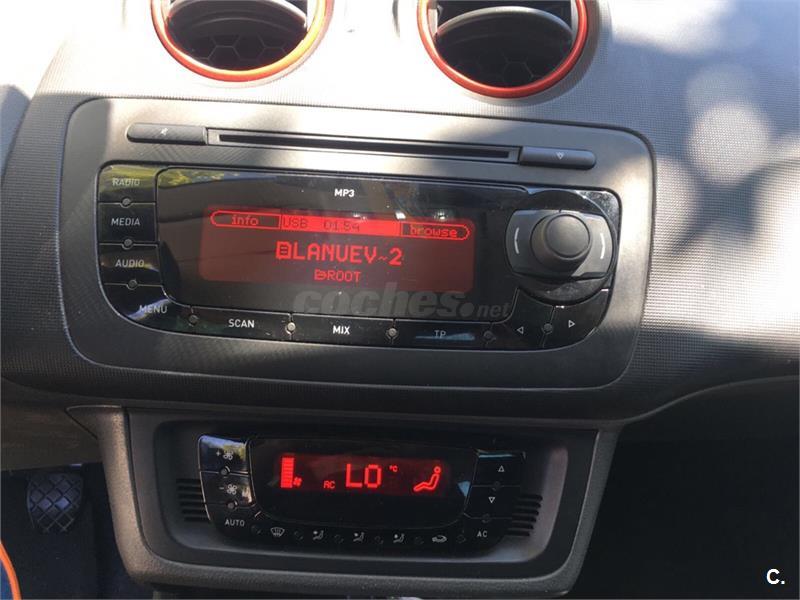 RADIO
MP3
MEDIA
info USB 01:54 browse
LANUEV~2
ROOT
AUDIO
coches.net
MENU
SCAN MIX TP
AC LO °C
AUTO AC
C.